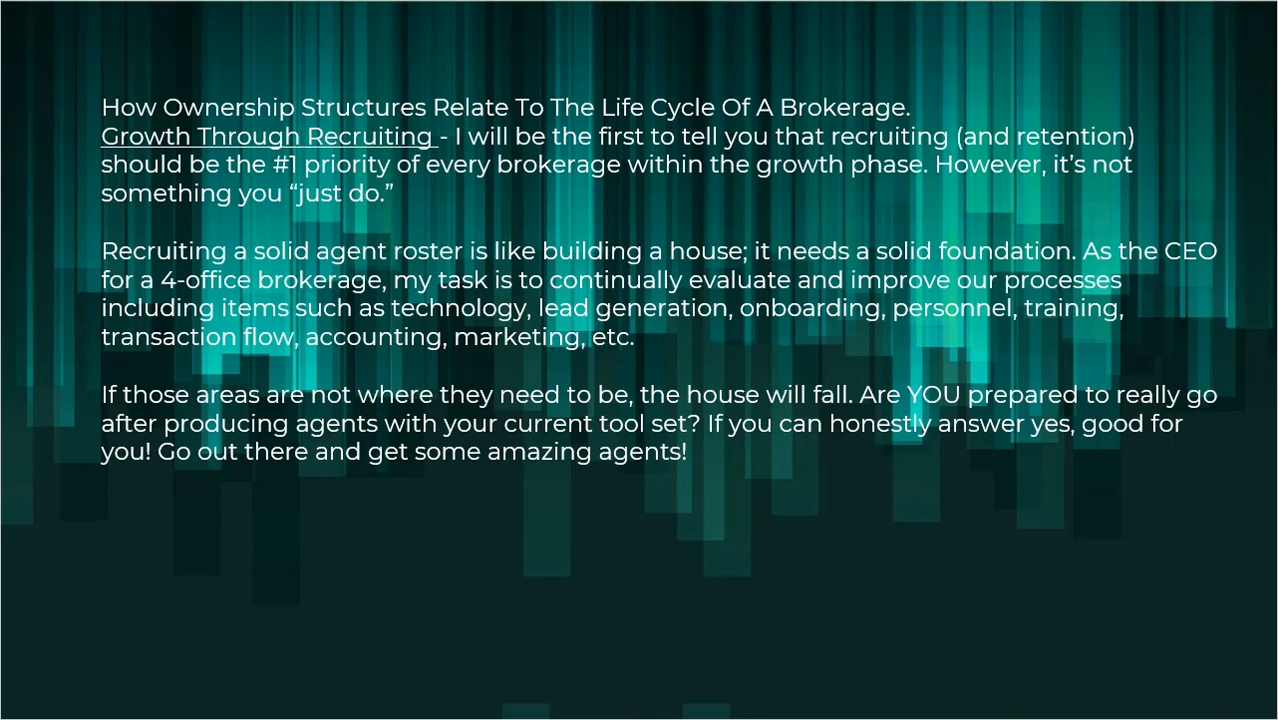 How Ownership Structures Relate To The Life Cycle Of A Brokerage.
Growth Through Recruiting - I will be the first to tell you that recruiting (and retention)
should be the #1 priority of every brokerage within the growth phase. However, it’s not
something you “just do.”
Recruiting a solid agent roster is like building a house; it needs a solid foundation. As the CEO
for a 4-office brokerage, my task is to continually evaluate and improve our processes
including items such as technology, lead generation, onboarding, personnel, training,
transaction flow, accounting, marketing, etc.
If those areas are not where they need to be, the house will fall. Are YOU prepared to really go
after producing agents with your current tool set? If you can honestly answer yes, good for
you! Go out there and get some amazing agents!